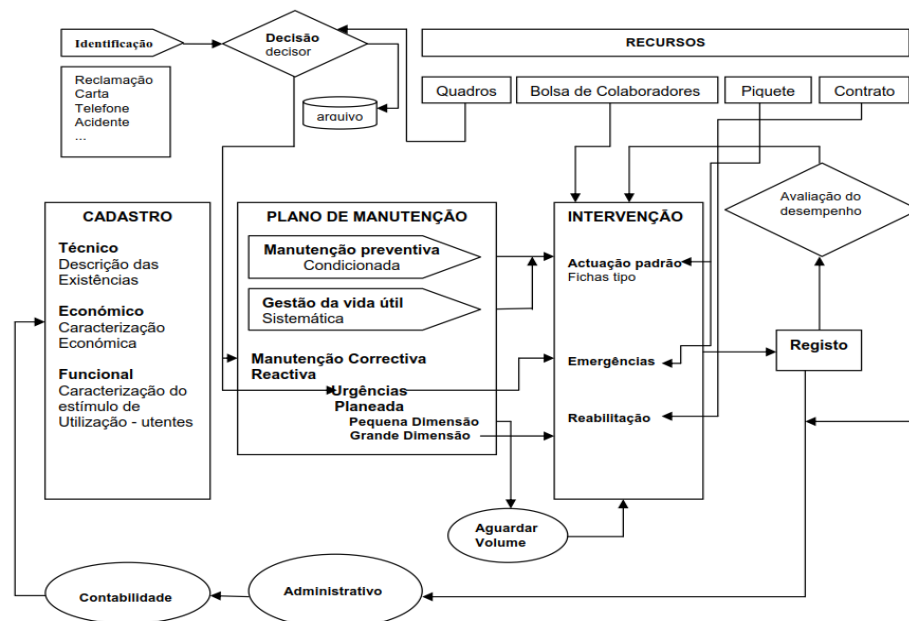 Identificação
Reclamação
Carta
Telefone
Acidente
...
Decisão
decisor
arquivo
RECURSOS
Quadros
Bolsa de Colaboradores
Piquete
Contrato
CADASTRO
Técnico
Descrição das
Existências
Económico
Caracterização
Económica
Funcional
Caracterização do
estímulo de
Utilização - utentes
PLANO DE MANUTENÇÃO
Manutenção preventiva
Condicionada
Gestão da vida útil
Sistemática
Manutenção Correctiva
Reactiva
Urgências
Planeada
Pequena Dimensão
Grande Dimensão
INTERVENÇÃO
Actuação padrão
Fichas tipo
Emergências
Reabilitação
Avaliação do
desempenho
Registo
Aguardar
Volume
Administrativo
Contabilidade